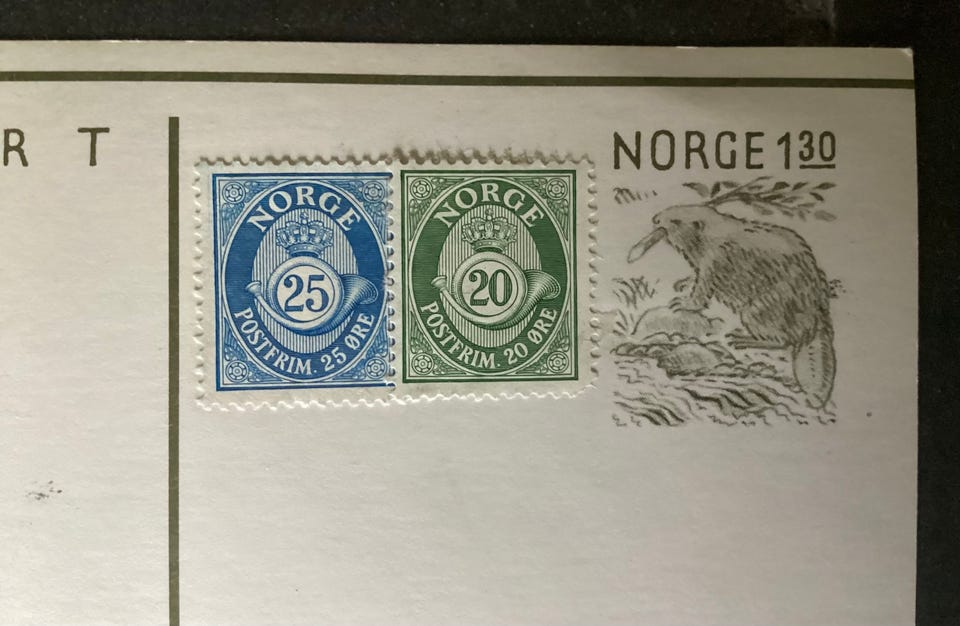 R T
NORGE
25
POSTFRIM. 25 ØRE
NORGE
20
POSTFRIM. 20 ØRE
NORGE 1 30